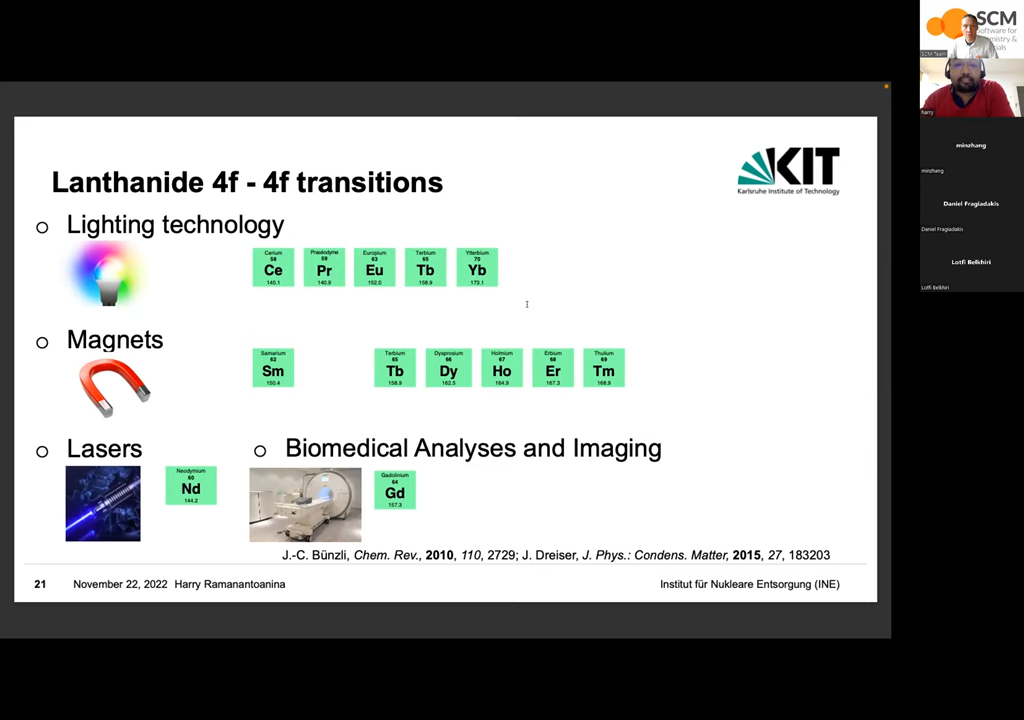 Lanthanide 4f - 4f transitions
KIT
Karlsruhe Institute of Technology
Lighting technology
Cerium
58
Ce
140.1
Praseodyme
59
Pr
140.9
Europium
63
Eu
152.0
Terbium
65
Tb
158.9
Ytterbium
70
Yb
173.1
Magnets
Samarium
62
Sm
150.4
Terbium
65
Tb
158.9
Dysprosium
66
Dy
162.5
Holmium
67
Ho
164.9
Erbium
68
Er
167.3
Thulium
69
Tm
168.9
Lasers
Neodymium
60
Nd
144.2
Biomedical Analyses and Imaging
Gadolinium
64
Gd
157.3
J.-C. Bünzli, Chem. Rev., 2010, 110, 2729; J. Dreiser, J. Phys.: Condens. Matter, 2015, 27, 183203
21 November 22, 2022 Harry Ramanantoanina Institut für Nukleare Entsorgung (INE)
SCM
Software for
SCM Team
harry
minzhang
minzhang
Daniel Fragiadakis
Daniel Fragiadakis
Lotfi Belkhiri
Lotfi Belkhiri